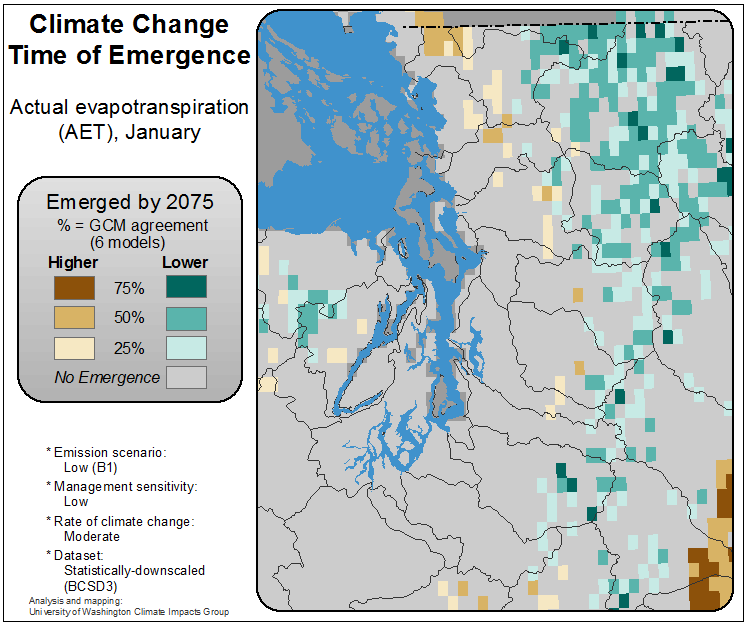 Climate Change
Time of Emergence
Actual evapotranspiration
(AET), January
Emerged by 2075
% = GCM agreement
(6 models)
Higher Lower
75%
50%
25%
No Emergence
* Emission scenario:
Low (B1)
* Management sensitivity:
Low
* Rate of climate change:
Moderate
* Dataset:
Statistically-downscaled
(BCSD3)
Analysis and mapping:
University of Washington Climate Impacts Group